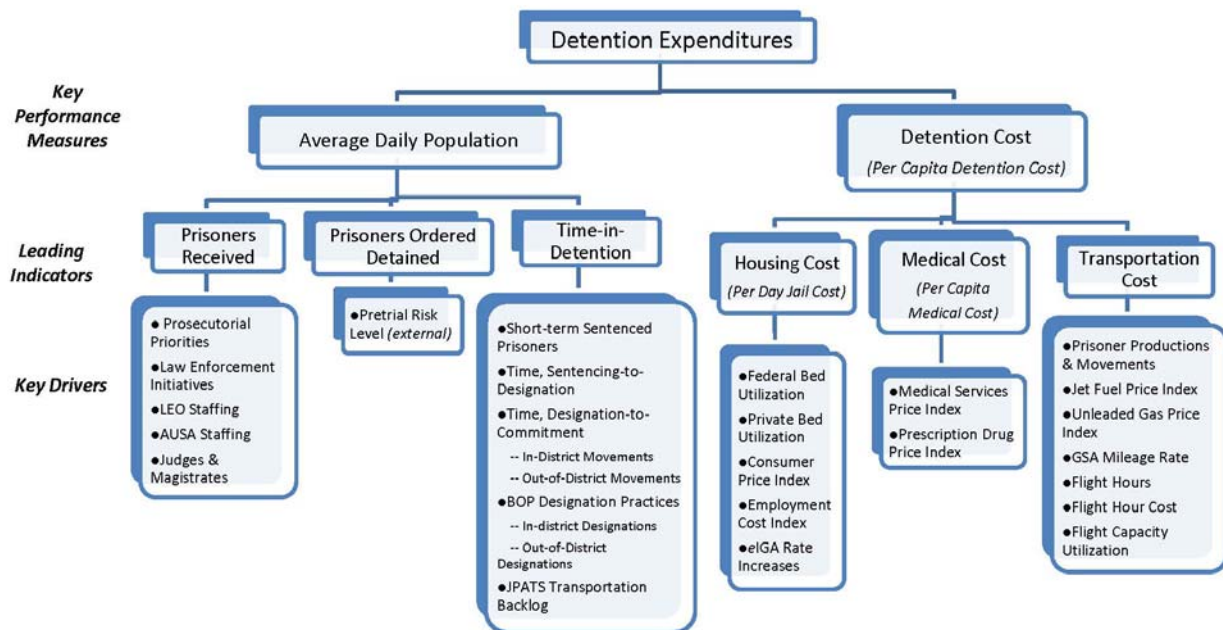 Detention Expenditures
Key
Performance
Measures
Average Daily Population
Detention Cost
(Per Capita Detention Cost)
Leading
Indicators
Prisoners
Received
Prisoners Ordered
Detained
Time-in-
Detention
Housing Cost
(Per Day Jail Cost)
Medical Cost
(Per Capita
Medical Cost)
Transportation
Cost
Key Drivers
● Prosecutorial
Priorities
●Law Enforcement
Initiatives
●LEO Staffing
●AUSA Staffing
●Judges &
Magistrates
●Pretrial Risk
Level (external)
●Short-term Sentenced
Prisoners
●Time, Sentencing-to-
Designation
●Time, Designation-to-
Commitment
-- In-District Movements
-- Out-of-District Movements
●BOP Designation Practices
-- In-district Designations
-- Out-of-District
Designations
●JPATS Transportation
Backlog
●Federal Bed
Utilization
●Private Bed
Utilization
●Consumer
Price Index
●Employment
Cost Index
●eIGA Rate
Increases
●Medical Services
Price Index
●Prescription Drug
Price Index
●Prisoner Productions
& Movements
●Jet Fuel Price Index
●Unleaded Gas Price
Index
●GSA Mileage Rate
●Flight Hours
●Flight Hour Cost
●Flight Capacity
Utilization